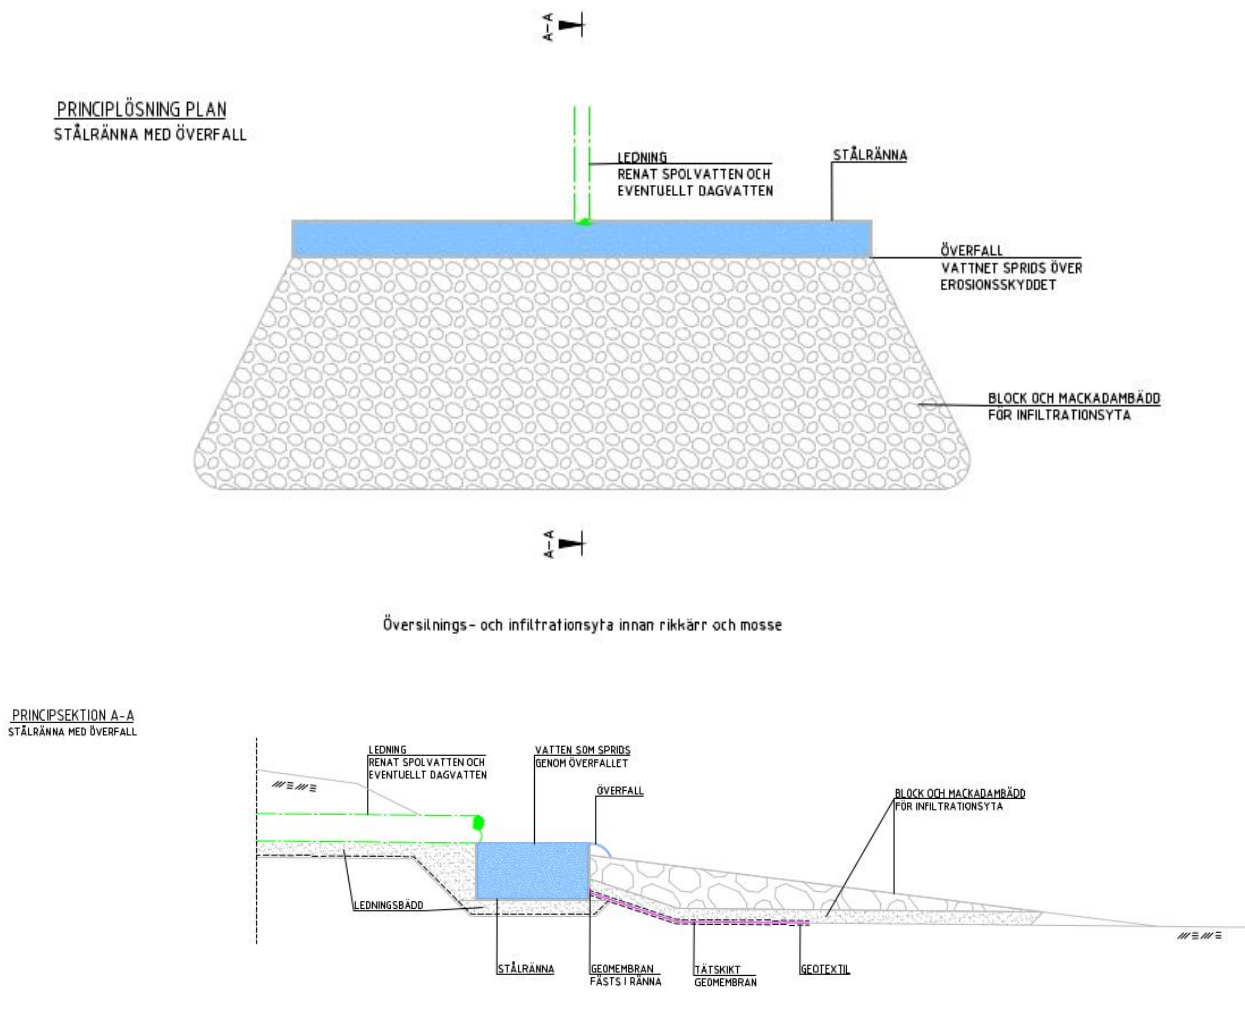 A-A
PRINCIPLÖSNING PLAN
STÅLRÄNNA MED ÖVERFALL
LEDNING
RENAT SPOLVATTEN OCH
EVENTUELLT DAGVATTEN
STÅLRÄNNA
ÖVERFALL
VATTNET SPRIDS ÖVER
EROSIONSSKYDDET
BLOCK OCH MACKADAMBÄDD
FÖR INFILTRATIONSYTA
A-A
Översilnings- och infiltrationsyta innan rikkärr och mosse
PRINCIPSEKTION A-A
STÅLRÄNNA MED ÖVERFALL
LEDNING
RENAT SPOLVATTEN OCH
EVENTUELLT DAGVATTEN
VATTEN SOM SPRIDS
GENOM ÖVERFALLET
ÖVERFALL
BLOCK OCH MACKADAMBÄDD
FÖR INFILTRATIONSYTA
LEDNINGSBÄDD
STÅLRÄNNA
GEOMEMBRAN
FÄSTS I RÄNNA
TÄTSKIKT
GEOMEMBRAN
GEOTEXTIL